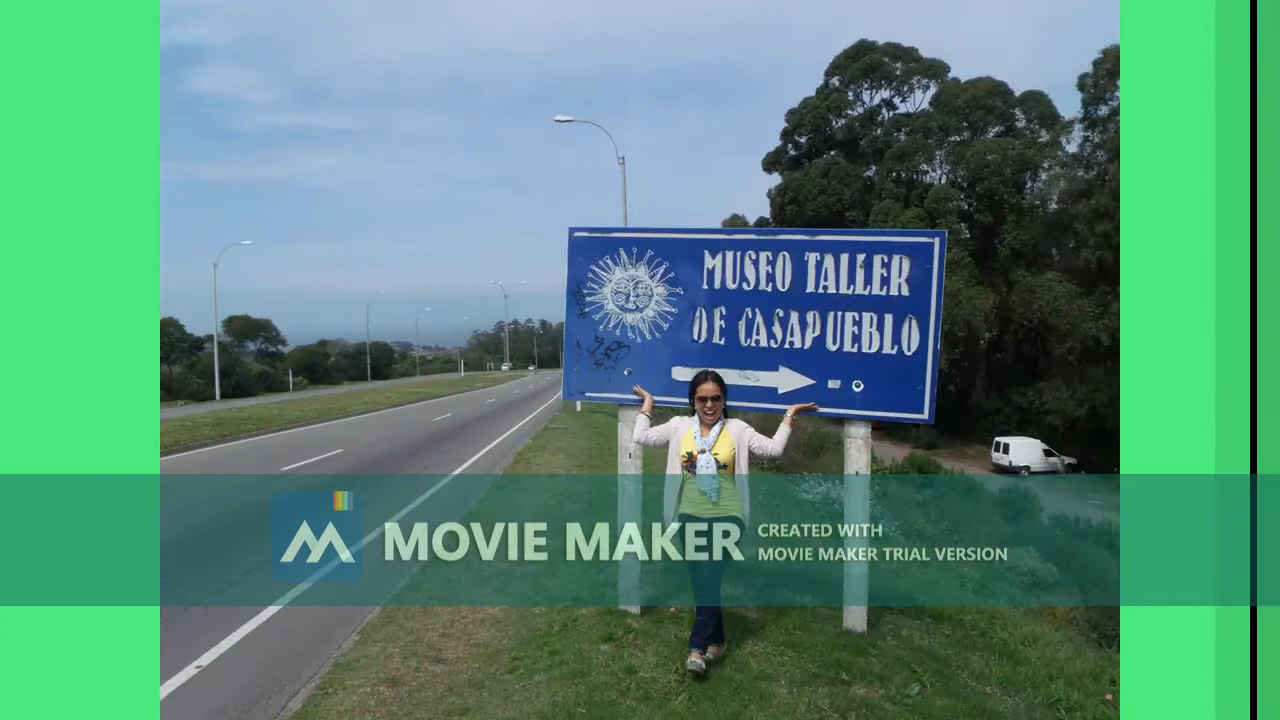 MUSEO TALLER
DE CASAPUEBLO
MOVIE MAKER
CREATED WITH
MOVIE MAKER TRIAL VERSION